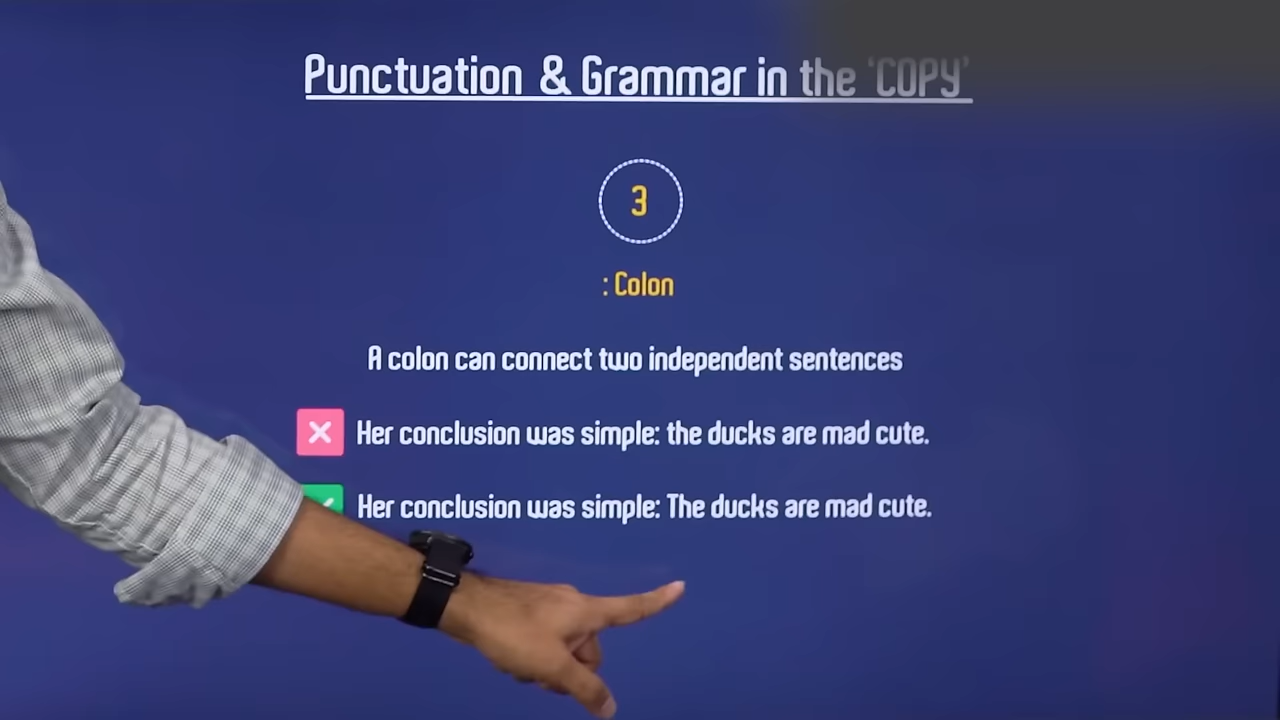 Punctuation & Grammar in the 'COPY'
3
: Colon
A colon can connect two independent sentences
Her conclusion was simple: the ducks are mad cute.
Her conclusion was simple: The ducks are mad cute.